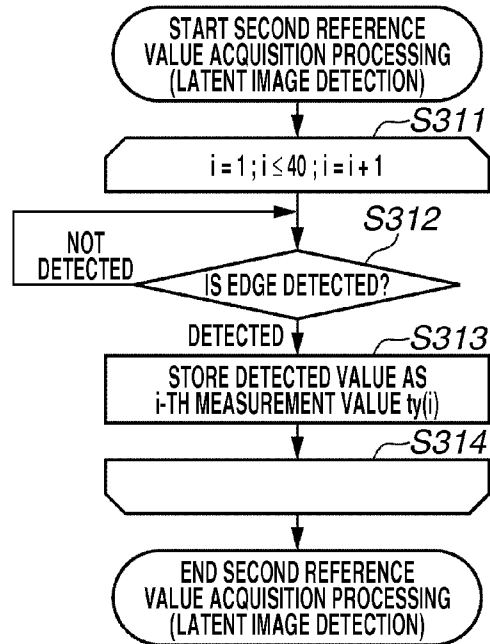 START SECOND REFERENCE
VALUE ACQUISITION PROCESSING
(LATENT IMAGE DETECTION)
S311
i = 1 ; i ≤ 40 ; i = i + 1
S312
NOT
DETECTED
IS EDGE DETECTED?
DETECTED
S313
STORE DETECTED VALUE AS
i-TH MEASUREMENT VALUE ty(i)
S314
END SECOND REFERENCE
VALUE ACQUISITION PROCESSING
(LATENT IMAGE DETECTION)